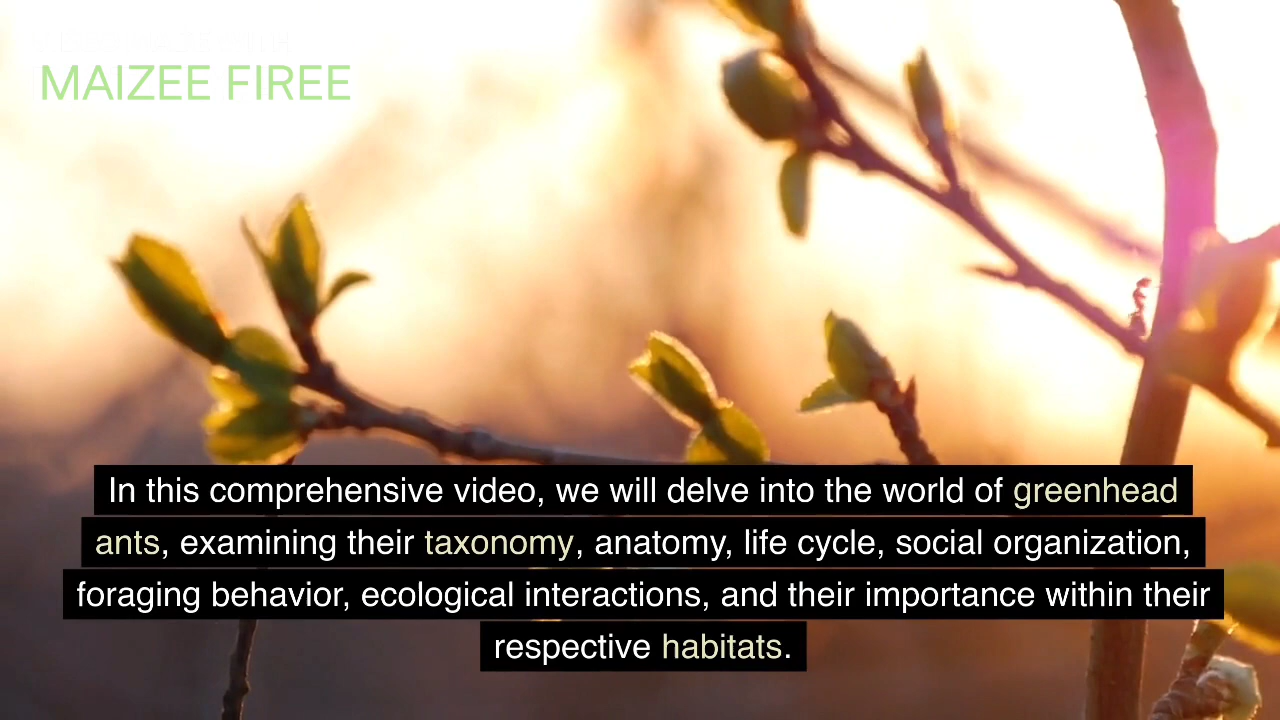 MAIZEE FIREE
In this comprehensive video, we will delve into the world of greenhead
ants, examining their taxonomy, anatomy, life cycle, social organization,
foraging behavior, ecological interactions, and their importance within their
respective habitats.